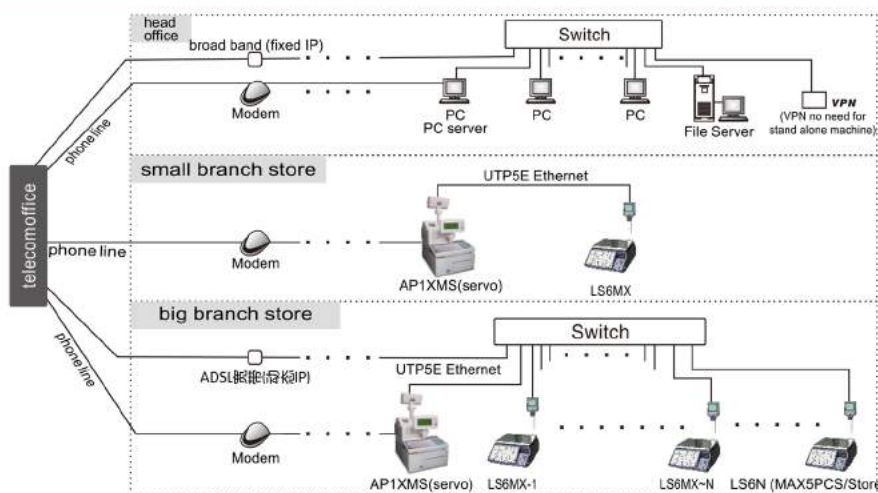 head
office
broad band (fixed IP)
Switch
Modem
PC
PC server
PC
PC
File Server
VPN
(VPN no need for
stand alone machine)
phone line
telecomoffice
small branch store
UTP5E Ethernet
phone line
Modem
AP1XMS(servo)
LS6MX
big branch store
Switch
phone line
UTP5E Ethernet
Modem
AP1XMS(servo)
LS6MX-1
LS6MX~N
LS6N (MAX5PCS/Store